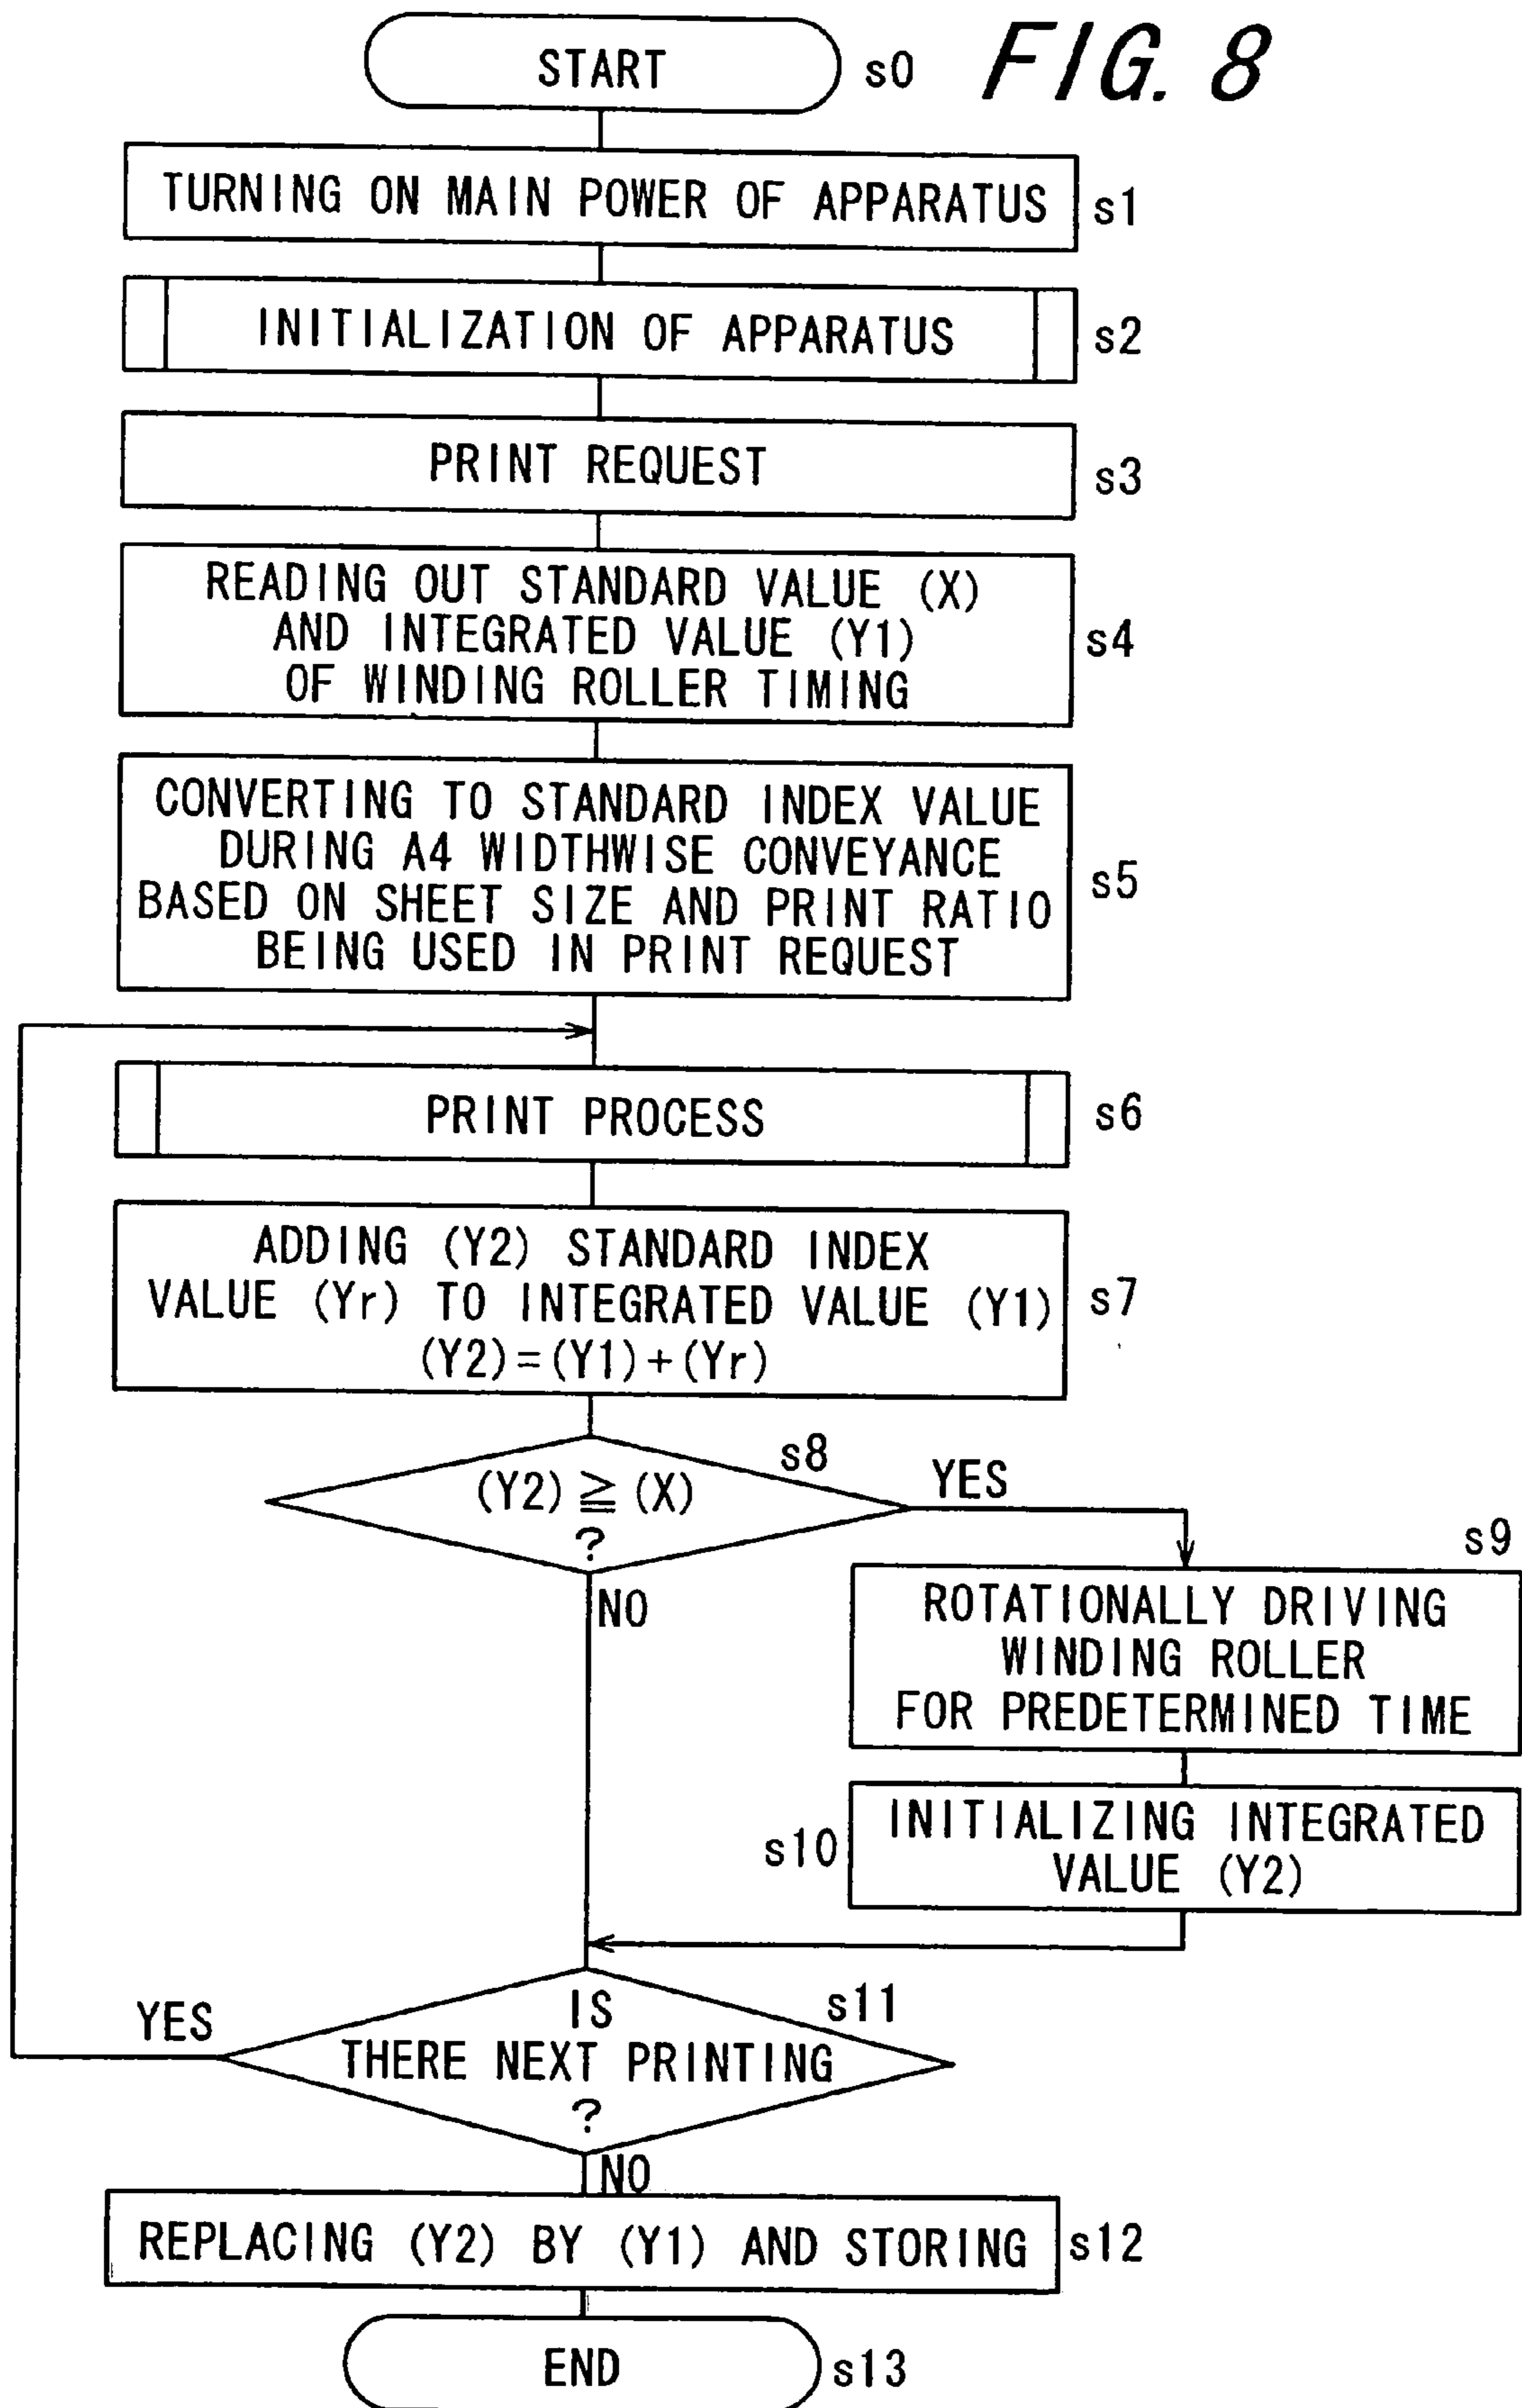 FIG. 8
START
s0
TURNING ON MAIN POWER OF APPARATUS
s1
INITIALIZATION OF APPARATUS
s2
PRINT REQUEST
s3
READING OUT STANDARD VALUE (X)
AND INTEGRATED VALUE (Y1)
OF WINDING ROLLER TIMING
s4
CONVERTING TO STANDARD INDEX VALUE
DURING A4 WIDTHWISE CONVEYANCE
BASED ON SHEET SIZE AND PRINT RATIO
BEING USED IN PRINT REQUEST
s5
PRINT PROCESS
s6
ADDING (Y2) STANDARD INDEX
VALUE (Yr) TO INTEGRATED VALUE (Y1)
(Y2)=(Y1)+(Yr)
s7
(Y2) ≧ (X)
?
s8
YES
NO
s9
ROTATIONALLY DRIVING
WINDING ROLLER
FOR PREDETERMINED TIME
s10
INITIALIZING INTEGRATED
VALUE (Y2)
IS
THERE NEXT PRINTING
?
s11
YES
NO
REPLACING (Y2) BY (Y1) AND STORING
s12
END
s13